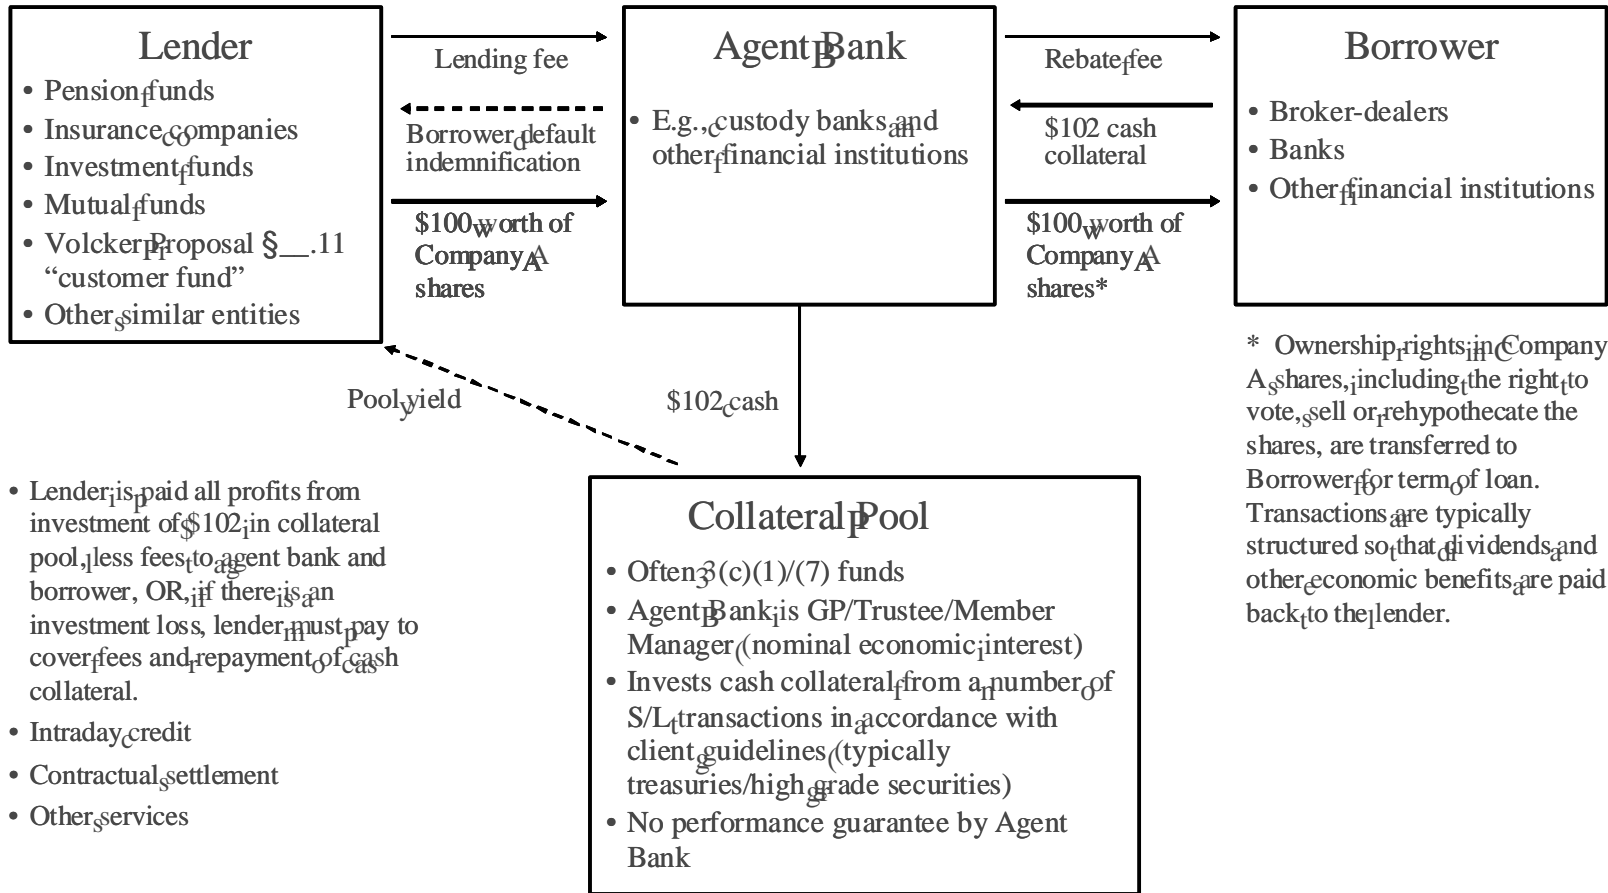 Lender
• Pension funds
• Insurance companies
• Investment funds
• Mutual funds
• Volcker Proposal §__.11
“customer fund”
• Other similar entities
Lending fee
Borrower default
indemnification
$100 worth of
Company A
shares
Agent Bank
• E.g., custody banks and
other financial institutions
Rebate fee
$102 cash
collateral
$100 worth of
Company A
shares*
Borrower
• Broker-dealers
• Banks
• Other financial institutions
Pool yield
$102 cash
* Ownership rights in Company
A shares, including the right to
vote, sell or rehypothecate the
shares, are transferred to
Borrower for term of loan.
Transactions are typically
structured so that dividends and
other economic benefits are paid
back to the lender.
• Lender is paid all profits from
investment of $102 in collateral
pool, less fees to agent bank and
borrower, OR, if there is an
investment loss, lender must pay to
cover fees and repayment of cash
collateral.
• Intraday credit
• Contractual settlement
• Other services
Collateral Pool
• Often 3(c)(1)/(7) funds
• Agent Bank is GP/Trustee/Member
Manager (nominal economic interest)
• Invests cash collateral from a number of
S/L transactions in accordance with
client guidelines (typically
treasuries/high grade securities)
• No performance guarantee by Agent
Bank